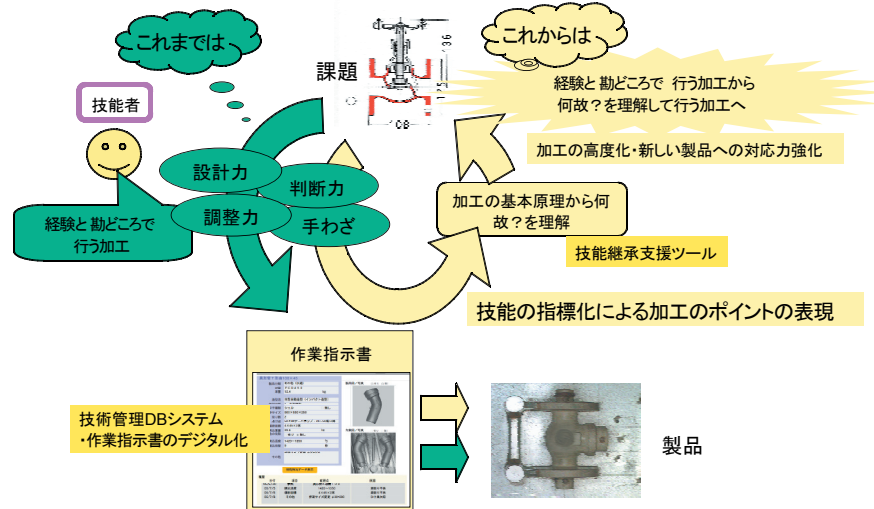 これまでは
これからは
課題
技能者
経験と勘どころで 行う加工から
何故？を理解して行う加工へ
加工の高度化・新しい製品への対応力強化
設計力
判断力
調整力
手わざ
加工の基本原理から何
故？を理解
経験と勘どころで
行う加工
技能継承支援ツール
技能の指標化による加工のポイントの表現
作業指示書
技術管理DBシステム
・作業指示書のデジタル化
製品